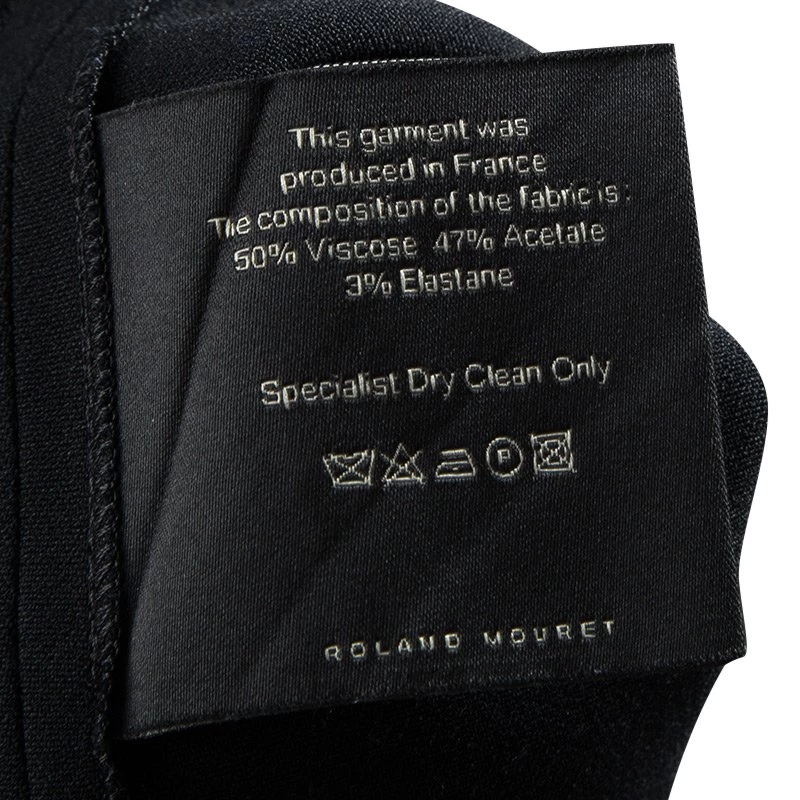 This garment was
produced in France
The composition of the fabric is:
50% Viscose 47% Acetate
3% Elastane
Specialist Dry Clean Only
P
ROLAND MOURET